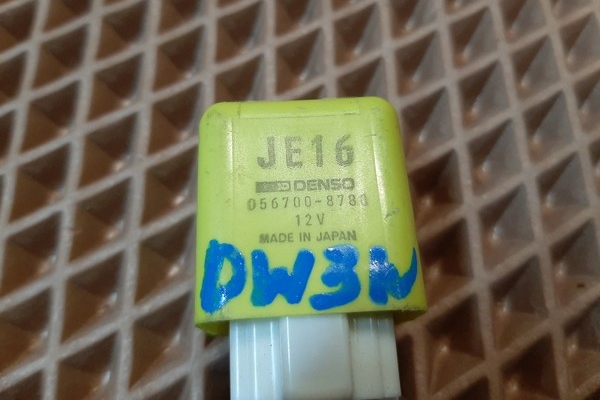 JE16
DENSO
056700-8780
12V
MADE IN JAPAN
DW3W